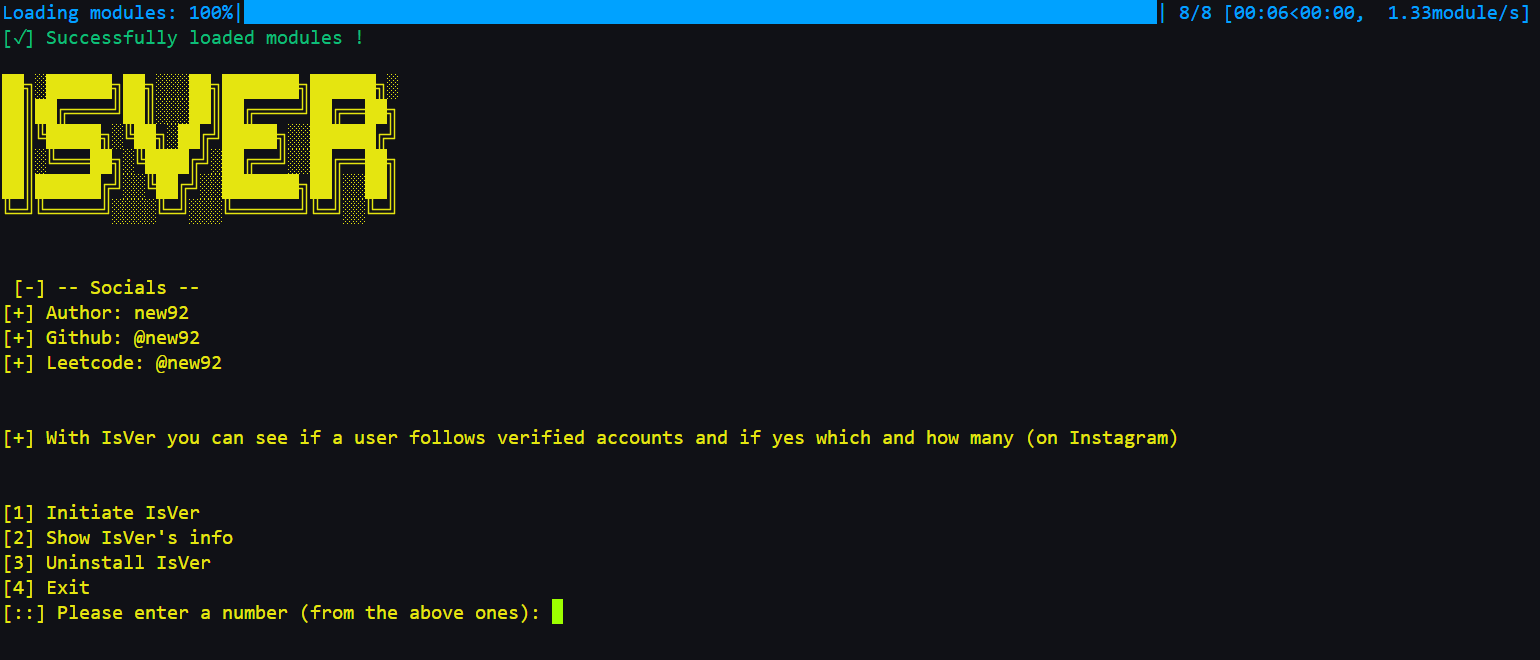 Loading modules: 100%| | 8/8 [00:06<00:00, 1.33module/s]
[✓] Successfully loaded modules !
ISVER
[-] -- Socials --
[+] Author: new92
[+] Github: @new92
[+] Leetcode: @new92
[+] With IsVer you can see if a user follows verified accounts and if yes which and how many (on Instagram)
[1] Initiate IsVer
[2] Show IsVer's info
[3] Uninstall IsVer
[4] Exit
[::] Please enter a number (from the above ones):